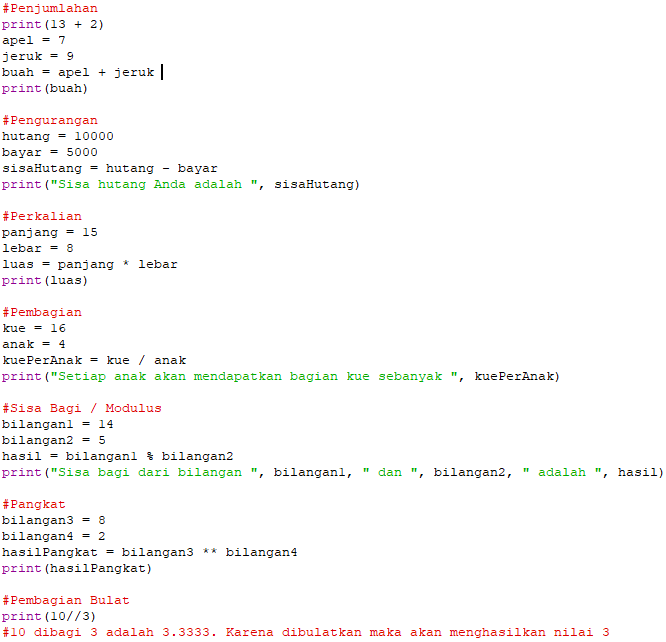 #Penjumlahan
print(13 + 2)
apel = 7
jeruk = 9
buah = apel + jeruk
print(buah)
#Pengurangan
hutang = 10000
bayar = 5000
sisaHutang = hutang - bayar
print("Sisa hutang Anda adalah ", sisaHutang)
#Perkalian
panjang = 15
lebar = 8
luas = panjang * lebar
print(luas)
#Pembagian
kue = 16
anak = 4
kuePerAnak = kue / anak
print("Setiap anak akan mendapatkan bagian kue sebanyak ", kuePerAnak)
#Sisa Bagi / Modulus
bilangan1 = 14
bilangan2 = 5
hasil = bilangan1 % bilangan2
print("Sisa bagi dari bilangan ", bilangan1, " dan ", bilangan2, " adalah ", hasil)
#Pangkat
bilangan3 = 8
bilangan4 = 2
hasilPangkat = bilangan3 ** bilangan4
print(hasilPangkat)
#Pembagian Bulat
print(10//3)
#10 dibagi 3 adalah 3.3333. Karena dibulatkan maka akan menghasilkan nilai 3